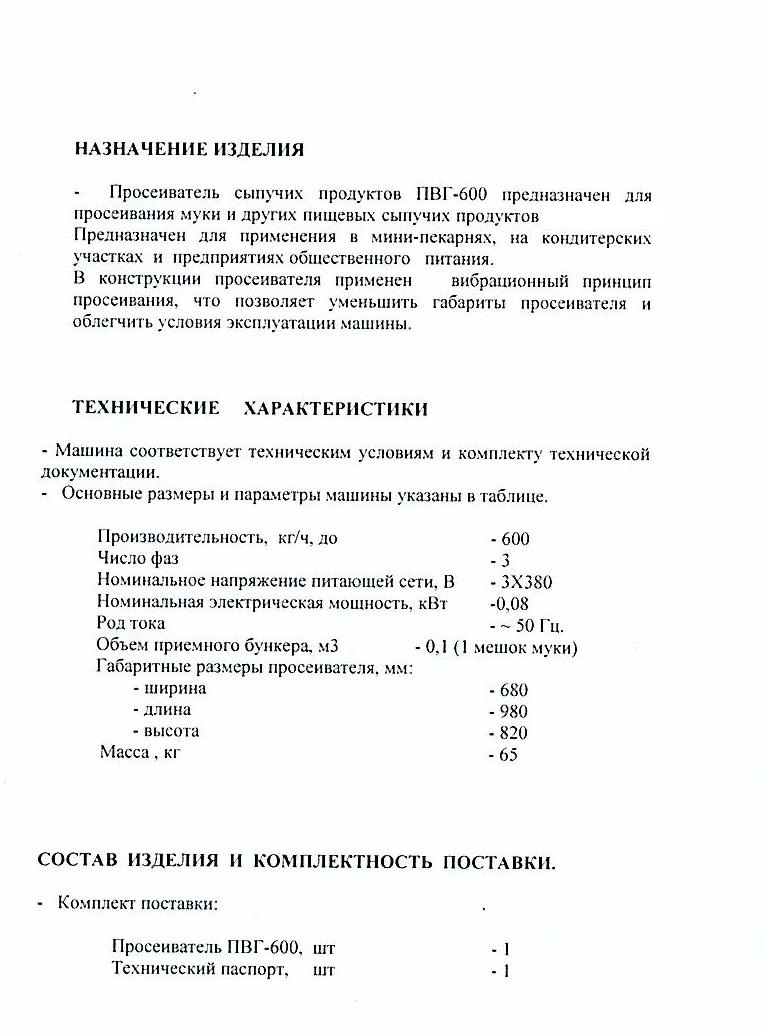 НАЗНАЧЕНИЕ ИЗДЕЛИЯ
- Просеиватель сыпучих продуктов ПВГ-600 предназначен для
просеивания муки и других пищевых сыпучих продуктов
Предназначен для применения в мини-пекарнях, на кондитерских
участках и предприятиях общественного питания.
В конструкции просеивателя применен вибрационный принцип
просеивания, что позволяет уменьшить габариты просеивателя и
облегчить условия эксплуатации машины.
ТЕХНИЧЕСКИЕ ХАРАКТЕРИСТИКИ
- Машина соответствует техническим условиям и комплекту технической
документации.
- Основные размеры и параметры машины указаны в таблице.
Производительность, кг/ч, до - 600
Число фаз - 3
Номинальное напряжение питающей сети, В - 3Х380
Номинальная электрическая мощность, кВт -0,08
Род тока - ~ 50 Гц.
Объем приемного бункера, м3 - 0,1 (1 мешок муки)
Габаритные размеры просеивателя, мм:
- ширина - 680
- длина - 980
- высота - 820
Масса , кг - 65
СОСТАВ ИЗДЕЛИЯ И КОМПЛЕКТНОСТЬ ПОСТАВКИ.
- Комплект поставки:
Просеиватель ПВГ-600, шт - 1
Технический паспорт, шт - 1